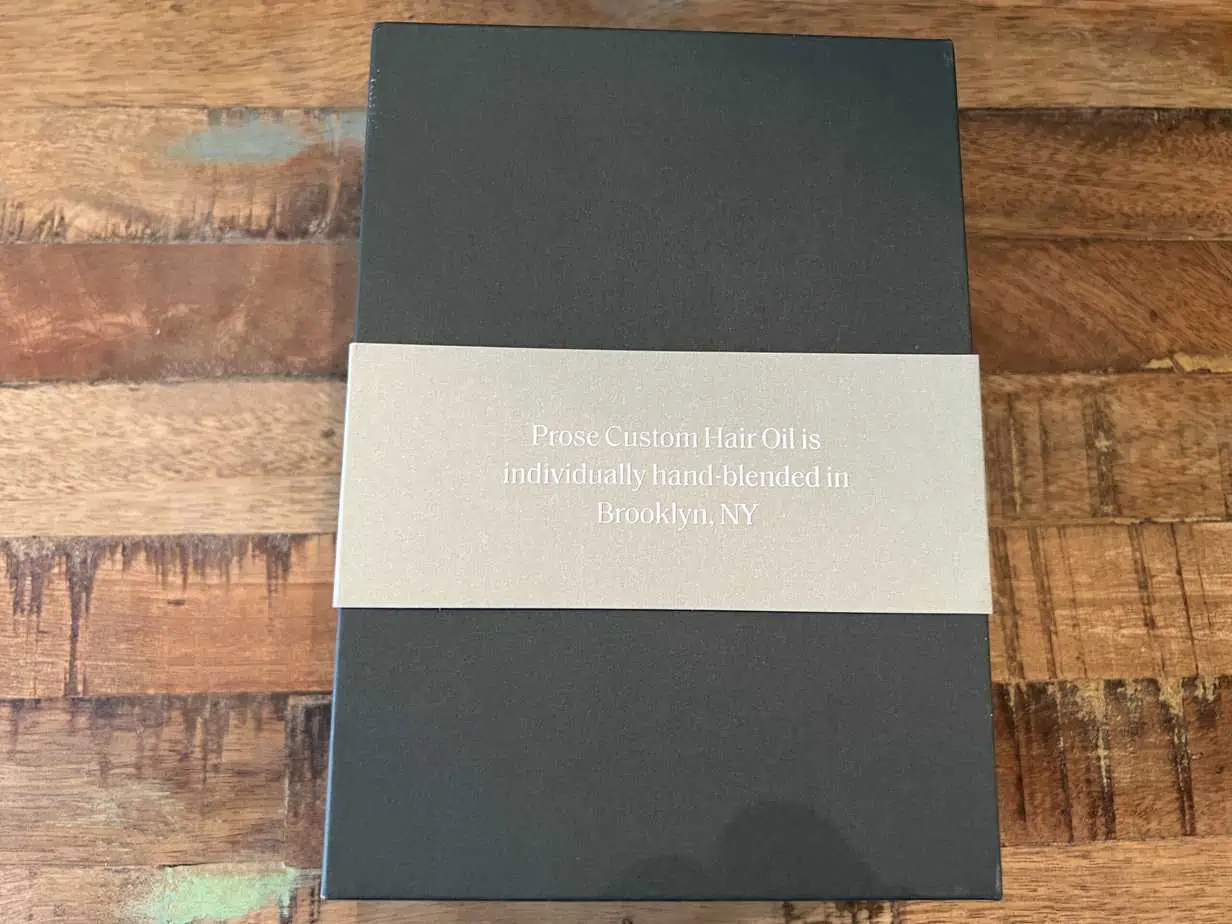 Prose Custom Hair Oil is
individually hand-blended in
Brooklyn, NY